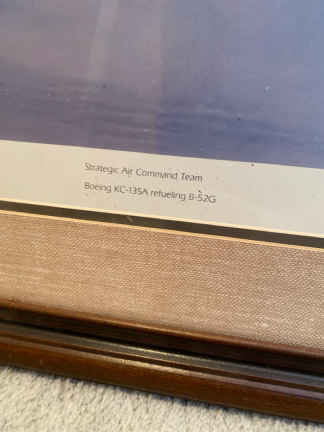 Strategic Air Command Team
Boeing KC-135A refueling B-52G